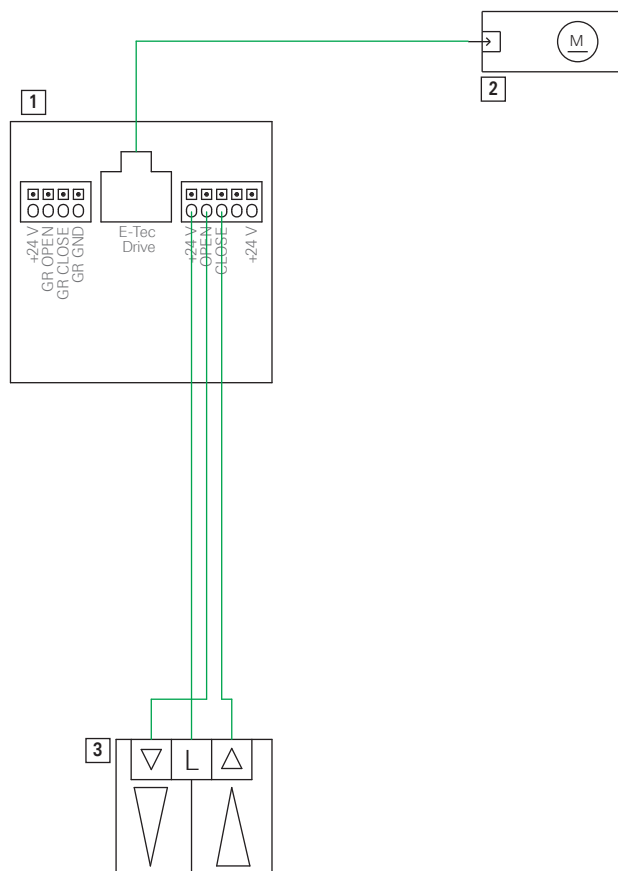 M
2
1
E-Tec
Drive
+24 V
GR OPEN
GR CLOSE
GR GND
+24 V
OPEN
CLOSE
+24 V
3
L